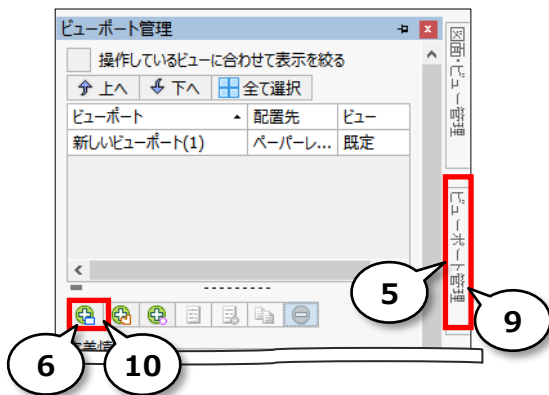 ビューポート管理
操作しているビューに合わせて表示を絞る
上へ 下へ 全て選択
ビューポート 配置先 ビュー
新しいビューポート(1) ペーパーレ... 既定
図面・ビュー管理
ビューポート管理
5
9
6
10